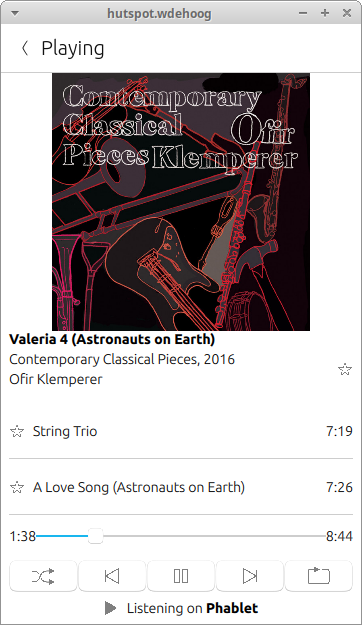 hutspot.wdehoog
Playing
Contemporary
Classical
Pieces
Ofir
Klemperer
Valeria 4 (Astronauts on Earth)
Contemporary Classical Pieces, 2016
Ofir Klemperer
String Trio 7:19
A Love Song (Astronauts on Earth) 7:26
1:38 8:44
Listening on Phablet